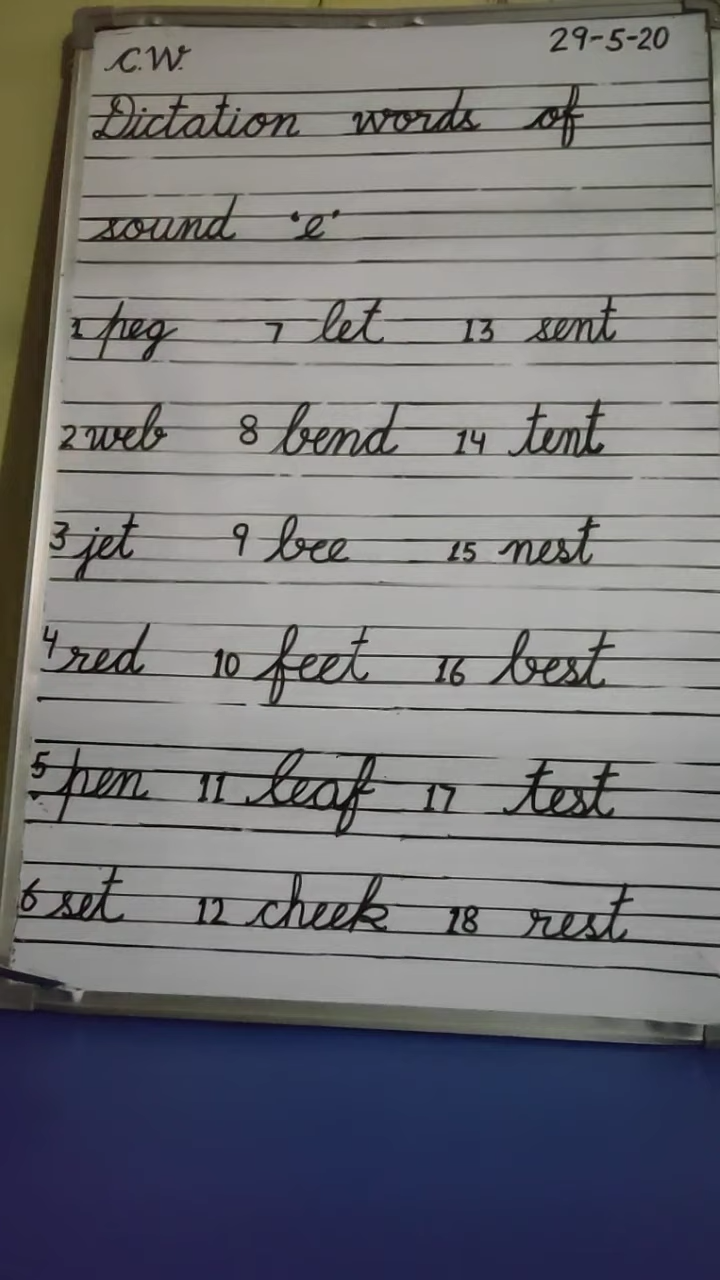 C.W. 29-5-20
Dictation words of
sound 'e'
1 peg 7 let 13 sent
2 web 8 bend 14 tent
3 jet 9 bee 15 nest
4 red 10 feet 16 best
5 pen 11 leaf 17 test
6 set 12 cheek 18 rest